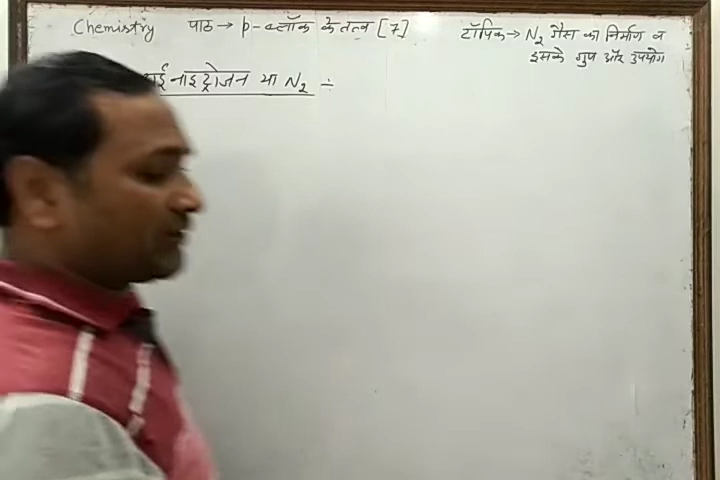 Chemistry पाठ → p-ब्लॉक के तत्व [7] टॉपिक → N₂ गैस का निर्माण व
इसके गुण और उपयोग
नाइट्रोजन या N₂ ÷